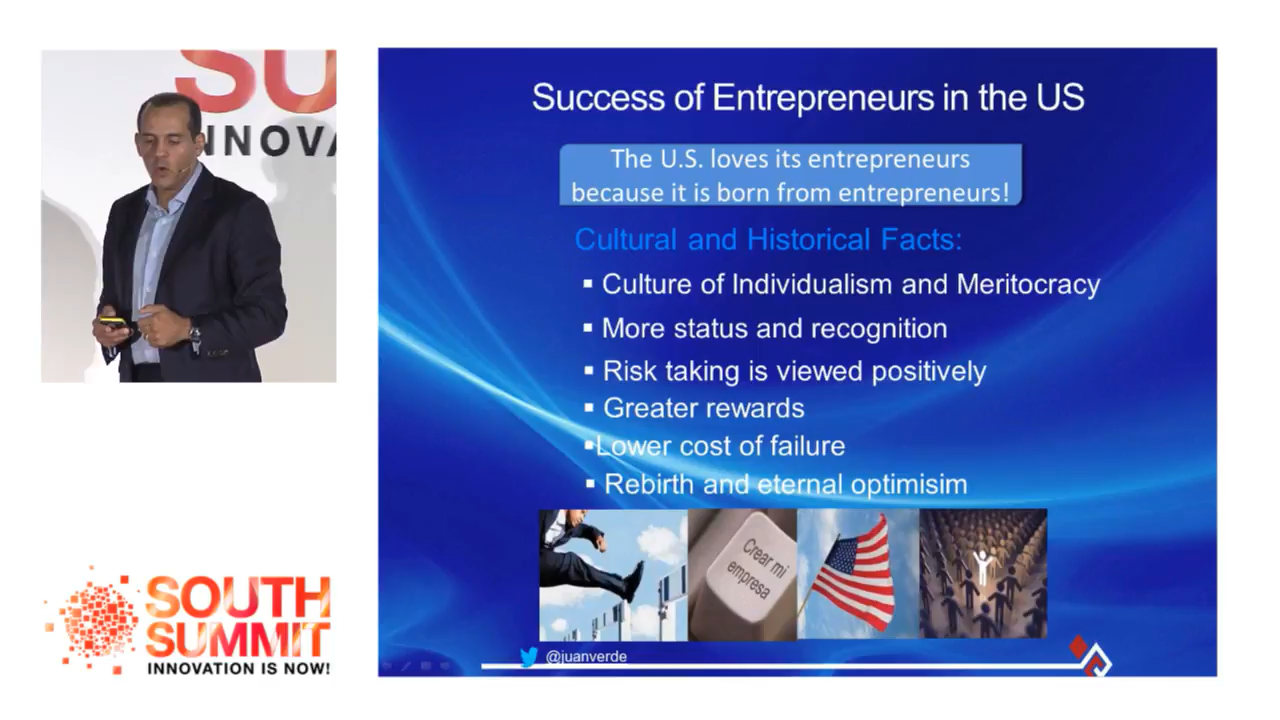 SU
INNOVA
Success of Entrepreneurs in the US
The U.S. loves its entrepreneurs
because it is born from entrepreneurs!
Cultural and Historical Facts:
▪ Culture of Individualism and Meritocracy
▪ More status and recognition
▪ Risk taking is viewed positively
▪ Greater rewards
▪Lower cost of failure
▪ Rebirth and eternal optimisim
Crear mi
empresa
@juanverde
SOUTH
SUMMIT
INNOVATION IS NOW!